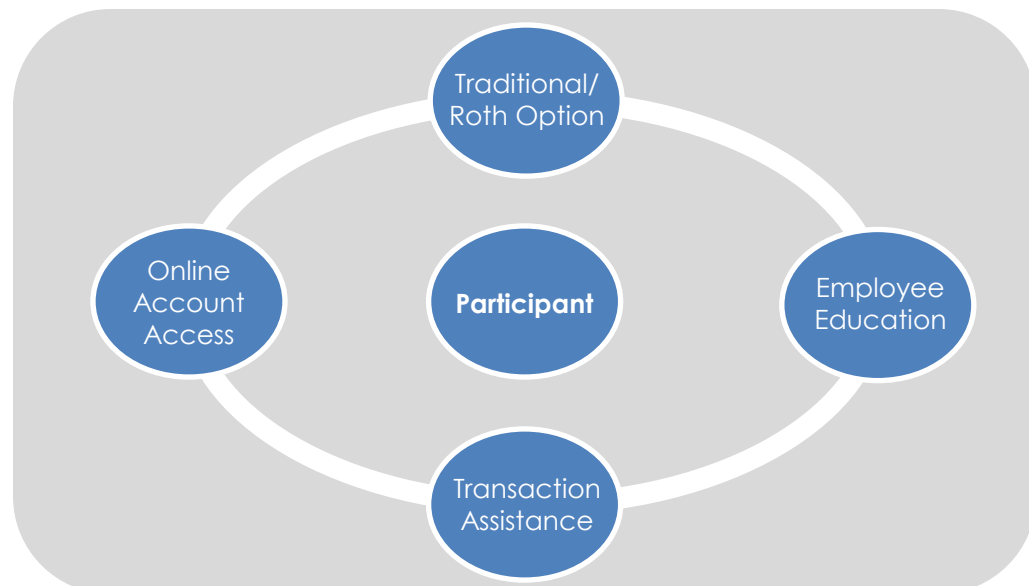 Traditional/
Roth Option
Online
Account
Access
Participant
Employee
Education
Transaction
Assistance